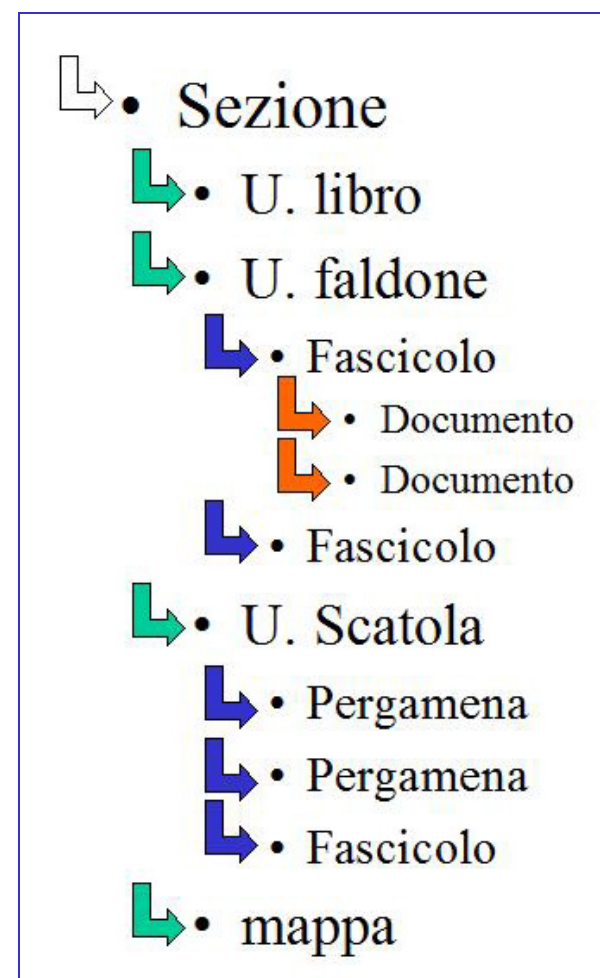 • Sezione
• U. libro
• U. faldone
• Fascicolo
• Documento
• Documento
• Fascicolo
• U. Scatola
• Pergamena
• Pergamena
• Fascicolo
• mappa